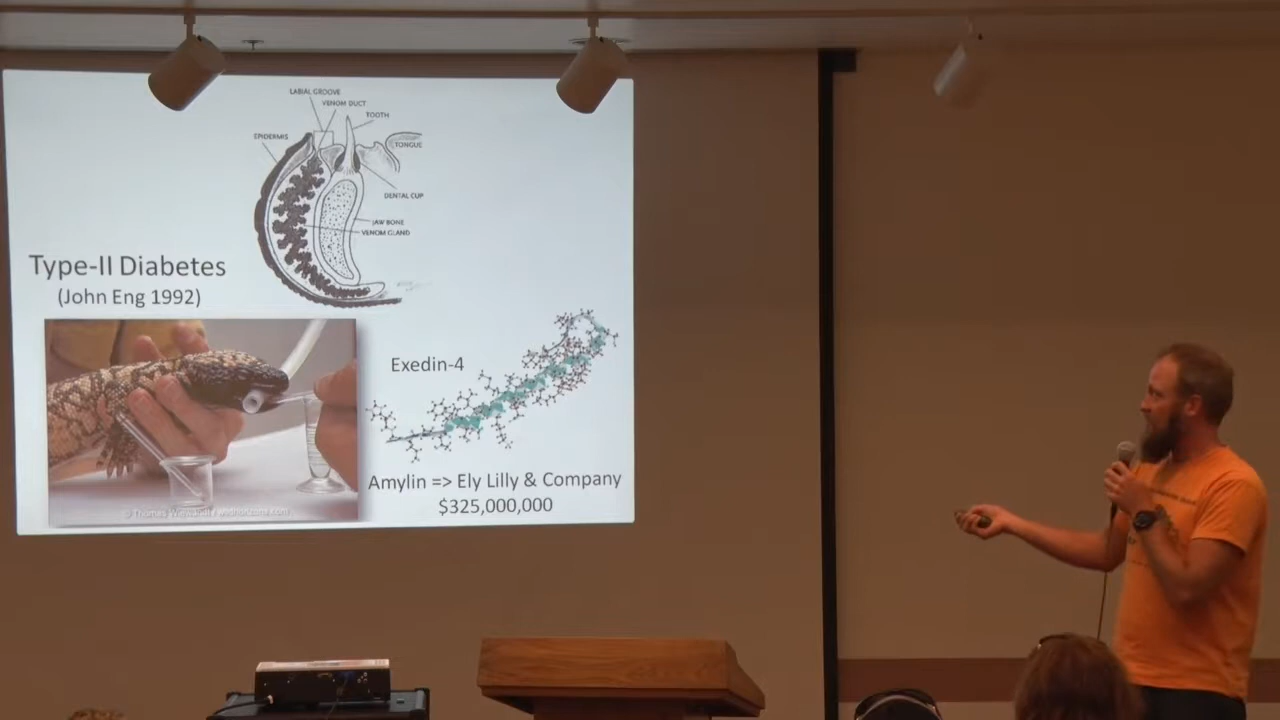 LABIAL GROOVE
VENOM DUCT
TOOTH
EPIDERMIS
TONGUE
DENTAL CUP
JAW BONE
VENOM GLAND
Type-II Diabetes
(John Eng 1992)
Exedin-4
Amylin => Ely Lilly & Company
$325,000,000
© Thomas